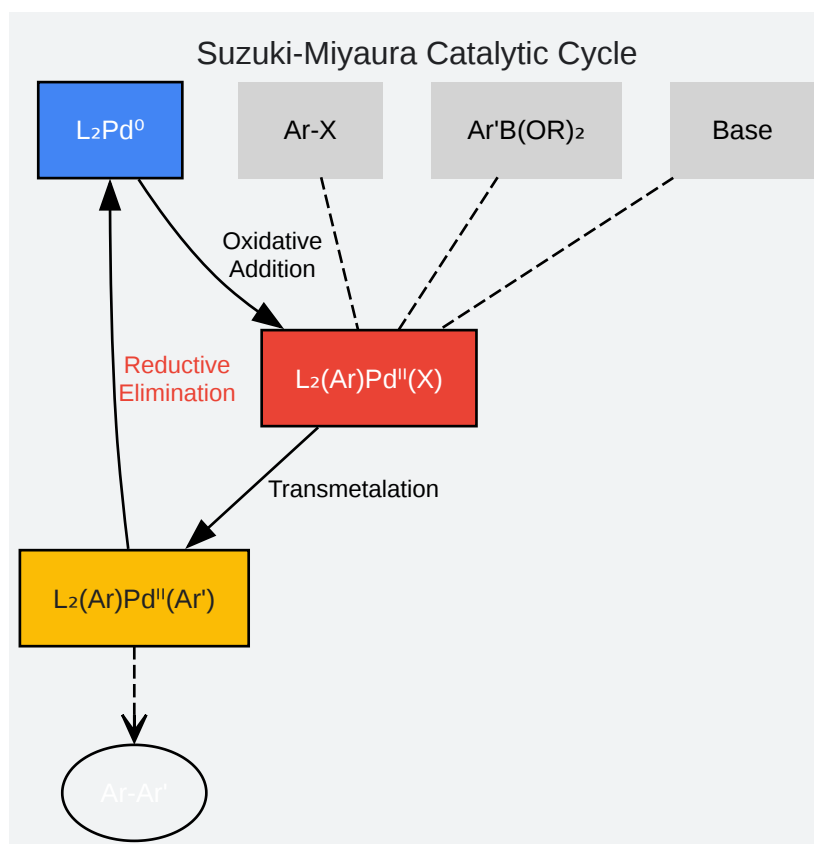 Suzuki-Miyaura Catalytic Cycle
L₂Pd⁰
Ar-X
Ar'B(OR)₂
Base
Oxidative
Addition
Reductive
Elimination
L₂(Ar)Pdᴵᴵ(X)
Transmetalation
L₂(Ar)Pdᴵᴵ(Ar')
Ar-Ar'